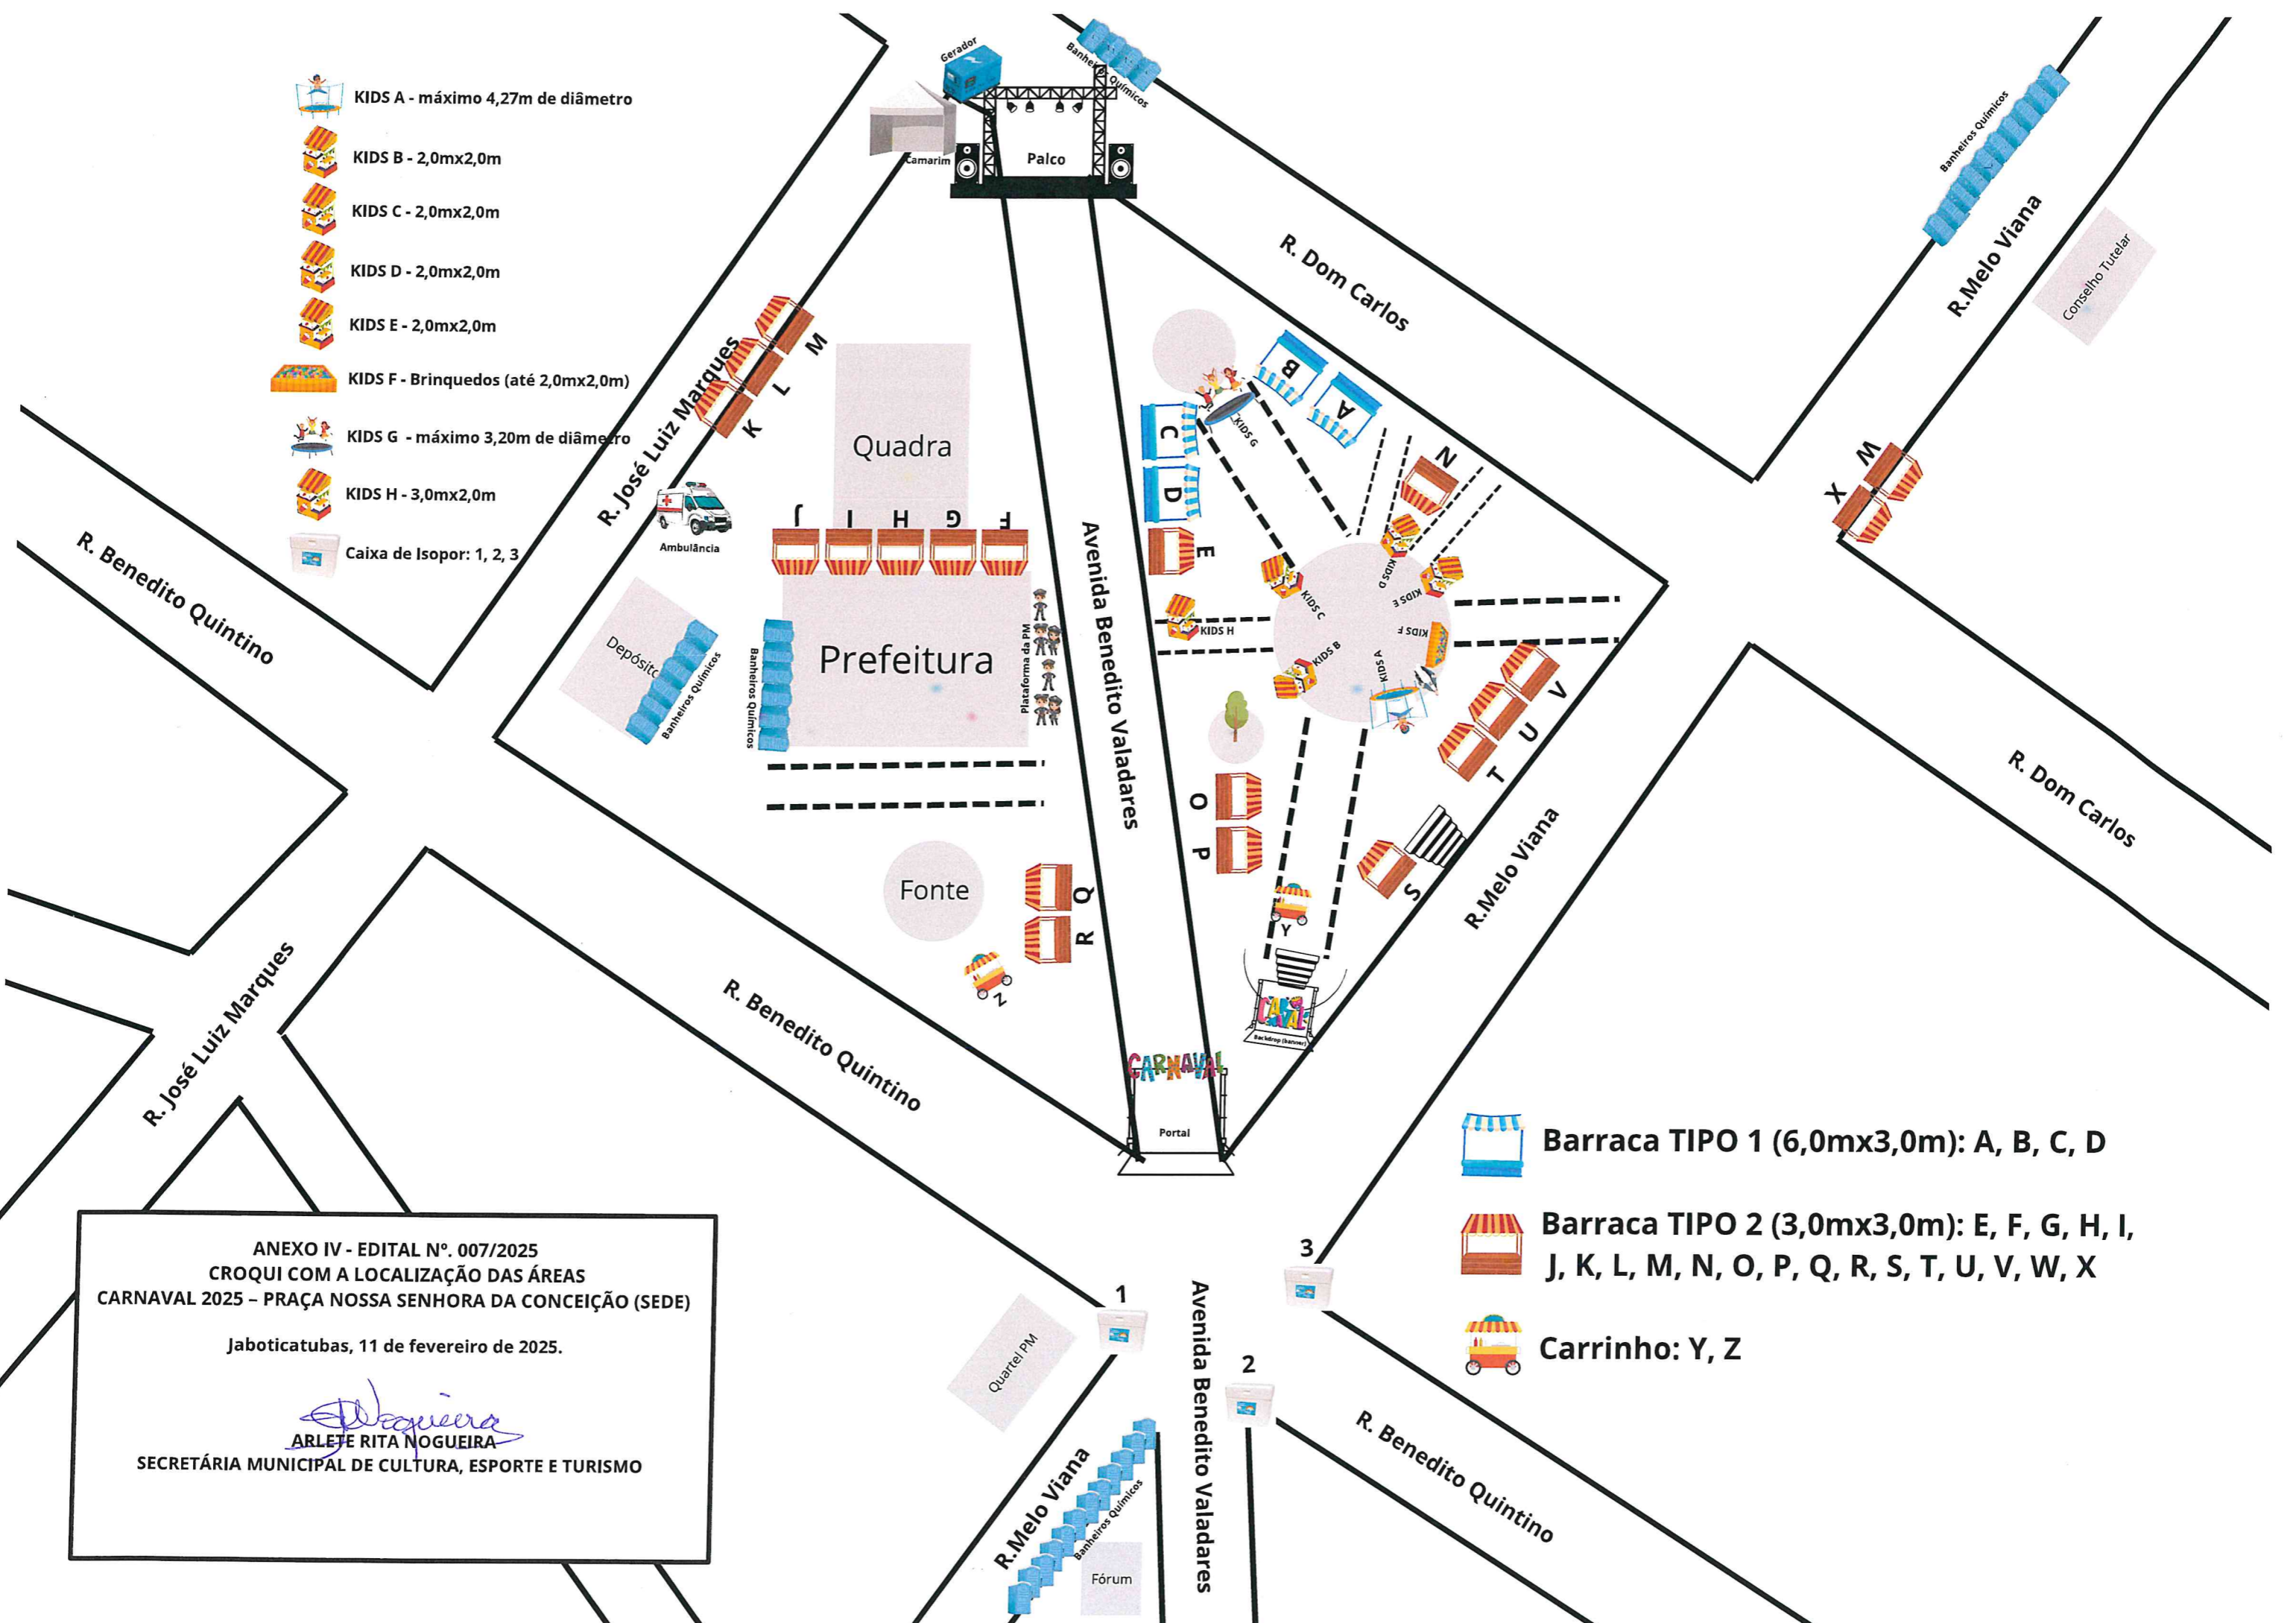 KIDS A - máximo 4,27m de diâmetro
KIDS B - 2,0mx2,0m
KIDS C - 2,0mx2,0m
KIDS D - 2,0mx2,0m
KIDS E - 2,0mx2,0m
KIDS F - Brinquedos (até 2,0mx2,0m)
KIDS G - máximo 3,20m de diâmetro
KIDS H - 3,0mx2,0m
Caixa de Isopor: 1, 2, 3
Gerador
Camarim
Palco
Banheiros Químicos
R. Dom Carlos
Banheiros Químicos
R.Melo Viana
Conselho Tutelar
W
X
R. Dom Carlos
R. José Luiz Marques
M
L
K
Ambulância
Quadra
J
I
H
G
F
Prefeitura
Plataforma da PM
Banheiros Químicos
Depósito
Banheiros Químicos
R. Benedito Quintino
Avenida Benedito Valadares
B
A
C
D
E
KIDS G
N
KIDS D
KIDS E
KIDS C
KIDS H
KIDS F
KIDS B
KIDS A
V
U
T
S
O
P
Y
R.Melo Viana
Fonte
Q
R
Z
CARNAVAL
Backdrop (banner)
CARNAVAL
Portal
R. Benedito Quintino
R. José Luiz Marques
1
2
3
Quartel PM
R.Melo Viana
Banheiros Químicos
Fórum
Avenida Benedito Valadares
R. Benedito Quintino
Barraca TIPO 1 (6,0mx3,0m): A, B, C, D
Barraca TIPO 2 (3,0mx3,0m): E, F, G, H, I,
J, K, L, M, N, O, P, Q, R, S, T, U, V, W, X
Carrinho: Y, Z
ANEXO IV - EDITAL Nº. 007/2025
CROQUI COM A LOCALIZAÇÃO DAS ÁREAS
CARNAVAL 2025 – PRAÇA NOSSA SENHORA DA CONCEIÇÃO (SEDE)
Jaboticatubas, 11 de fevereiro de 2025.
ARLETE RITA NOGUEIRA
SECRETÁRIA MUNICIPAL DE CULTURA, ESPORTE E TURISMO